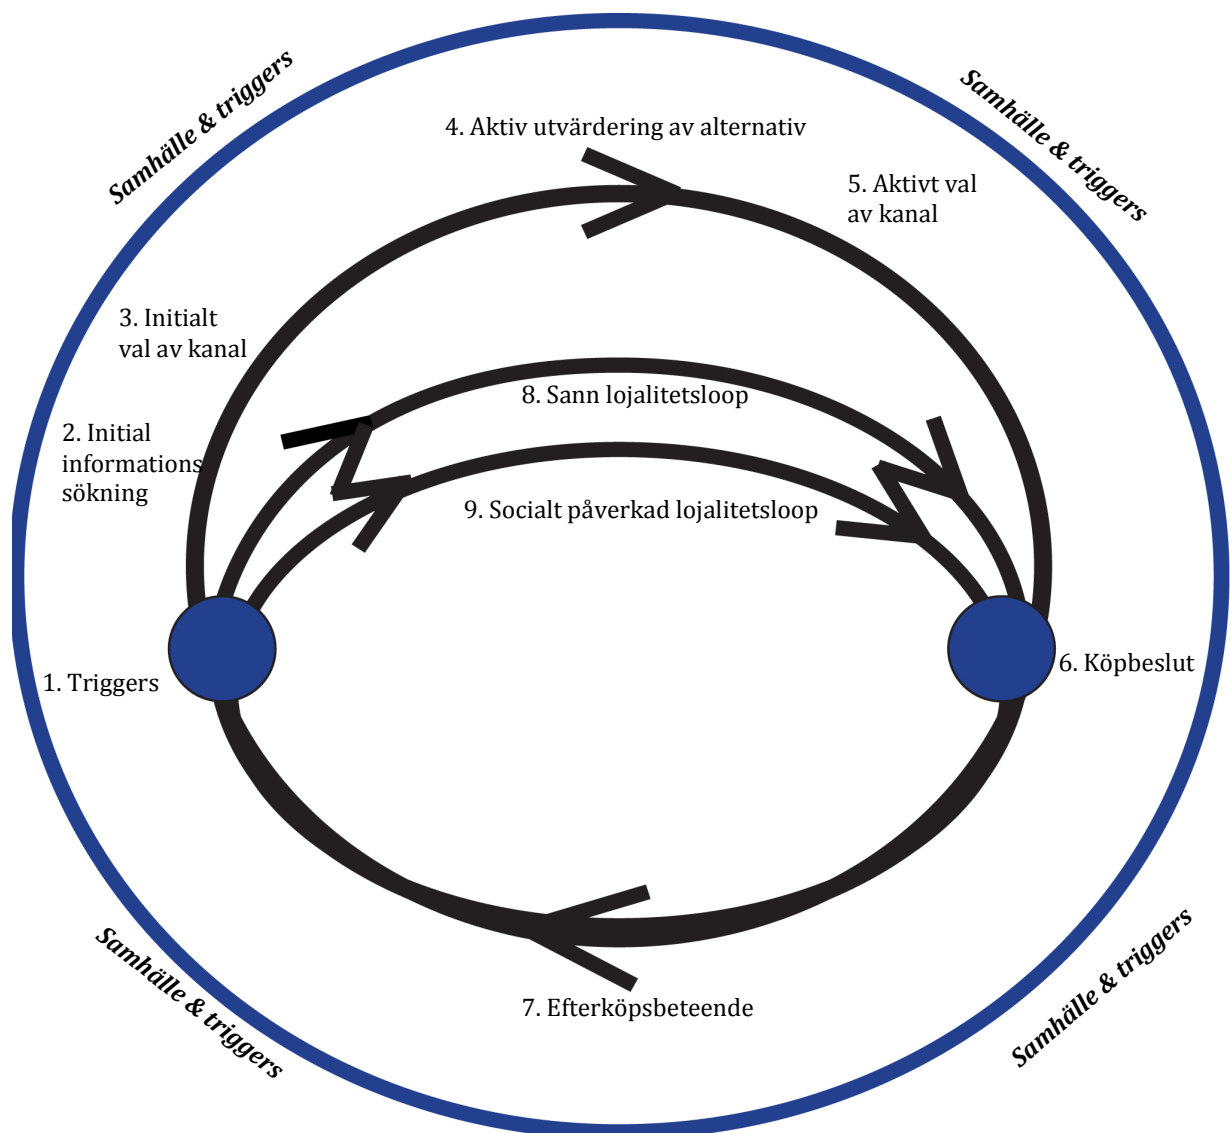 Samhälle & triggers
Samhälle & triggers
4. Aktiv utvärdering av alternativ
5. Aktivt val
av kanal
3. Initialt
val av kanal
8. Sann lojalitetsloop
2. Initial
informations
sökning
9. Socialt påverkad lojalitetsloop
1. Triggers
6. Köpbeslut
7. Efterköpsbeteende
Samhälle & triggers
Samhälle & triggers